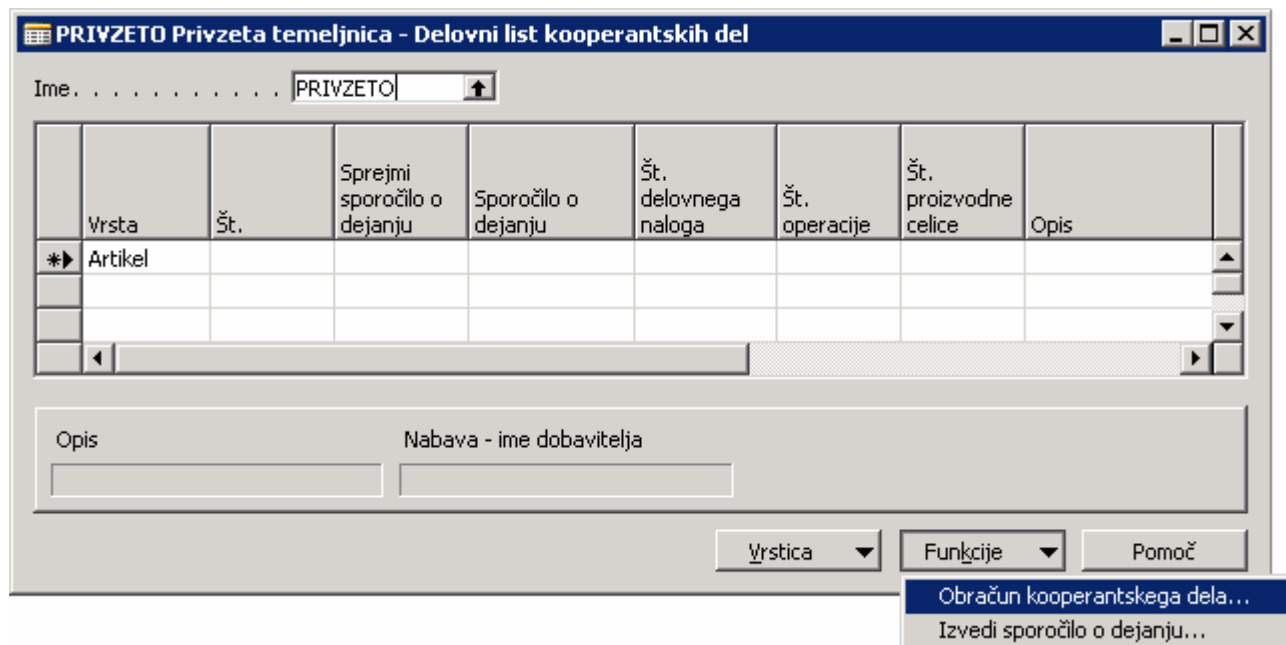 PRIVZETO Privzeta temeljnica - Delovni list kooperantskih del
Ime. . . . . . . . . . . . PRIVZETO
Vrsta Št. Sprejmi sporočilo o dejanju Sporočilo o dejanju Št. delovnega naloga Št. operacije Št. proizvodne celice Opis
Artikel
Opis Nabava - ime dobavitelja
Vrstica Funkcije Pomoč
Obračun kooperantskega dela...
Izvedi sporočilo o dejanju...